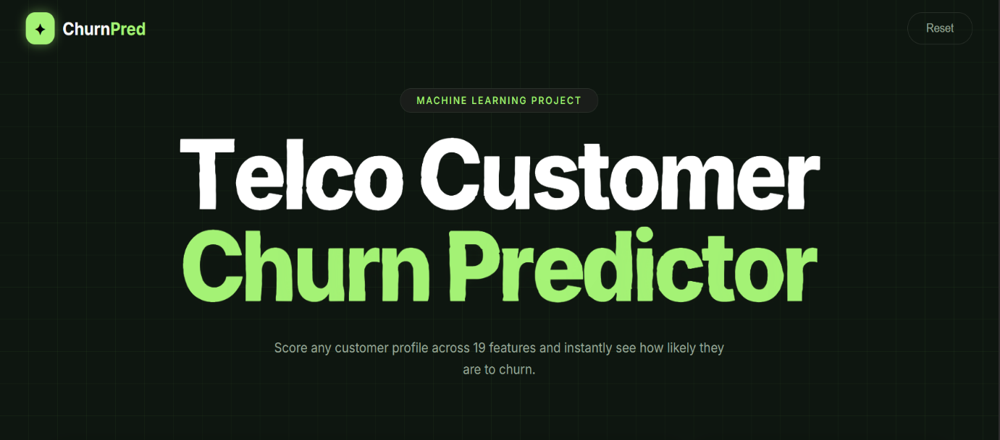 ChurnPred
Reset
MACHINE LEARNING PROJECT
Telco Customer
Churn Predictor
Score any customer profile across 19 features and instantly see how likely they
are to churn.